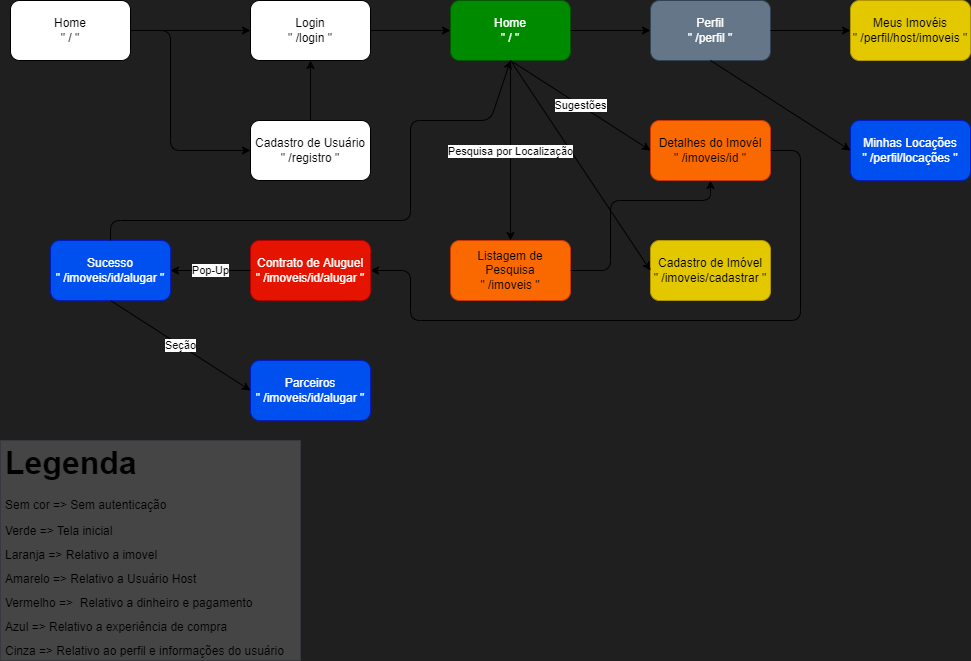 Home
" / "
Login
" /login "
Home
" / "
Perfil
" /perfil "
Meus Imovéis
" /perfil/host/imoveis "
Sugestões
Cadastro de Usuário
" /registro "
Pesquisa por Localização
Detalhes do Imovél
" /imoveis/id "
Minhas Locações
" /perfil/locações "
Sucesso
" /imoveis/id/alugar "
Pop-Up
Contrato de Aluguel
" /imoveis/id/alugar "
Listagem de
Pesquisa
" /imoveis "
Cadastro de Imóvel
" /imoveis/cadastrar "
Seção
Parceiros
" /imoveis/id/alugar "
Legenda
Sem cor => Sem autenticação
Verde => Tela inicial
Laranja => Relativo a imovel
Amarelo => Relativo a Usuário Host
Vermelho => Relativo a dinheiro e pagamento
Azul => Relativo a experiência de compra
Cinza => Relativo ao perfil e informações do usuário